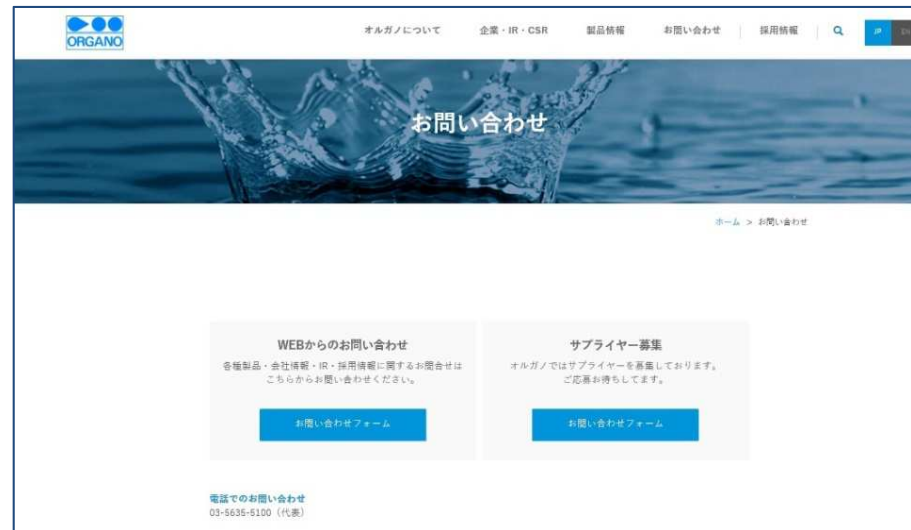 ORGANO
オルガノについて 企業・IR・CSR 製品情報 お問い合わせ 採用情報 JP EN
お問い合わせ
ホーム > お問い合わせ
WEBからのお問い合わせ
各種製品・会社情報・IR・採用情報に関するお問合せは
こちらからお問い合わせください。
お問い合わせフォーム
サプライヤー募集
オルガノではサプライヤーを募集しております。
ご応募お待ちしてます。
お問い合わせフォーム
電話でのお問い合わせ
03-5635-5100（代表）